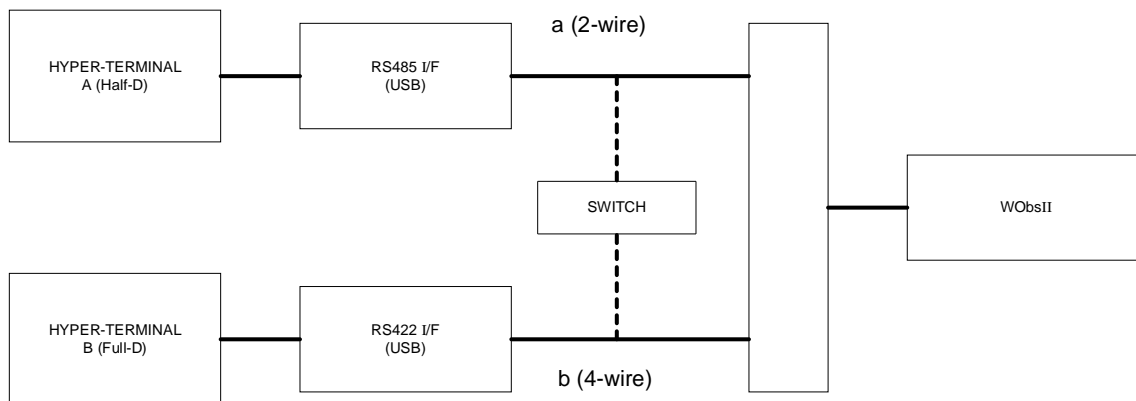 a (2-wire)
HYPER-TERMINAL
A (Half-D)
RS485 I/F
(USB)
SWITCH
WObsII
HYPER-TERMINAL
B (Full-D)
RS422 I/F
(USB)
b (4-wire)